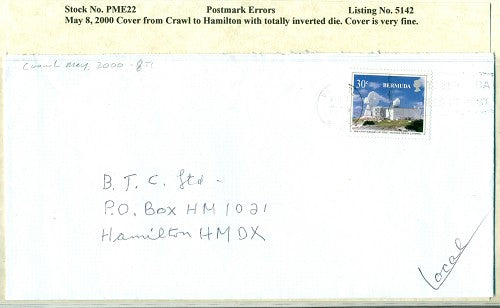 Stock No. PME22 Postmark Errors Listing No. 5142
May 8, 2000 Cover from Crawl to Hamilton with totally inverted die. Cover is very fine.
Crawl May 2000
30c
BERMUDA
B. T. C. Ltd.
P.O. Box HM 1021
Hamilton HM DX
Local